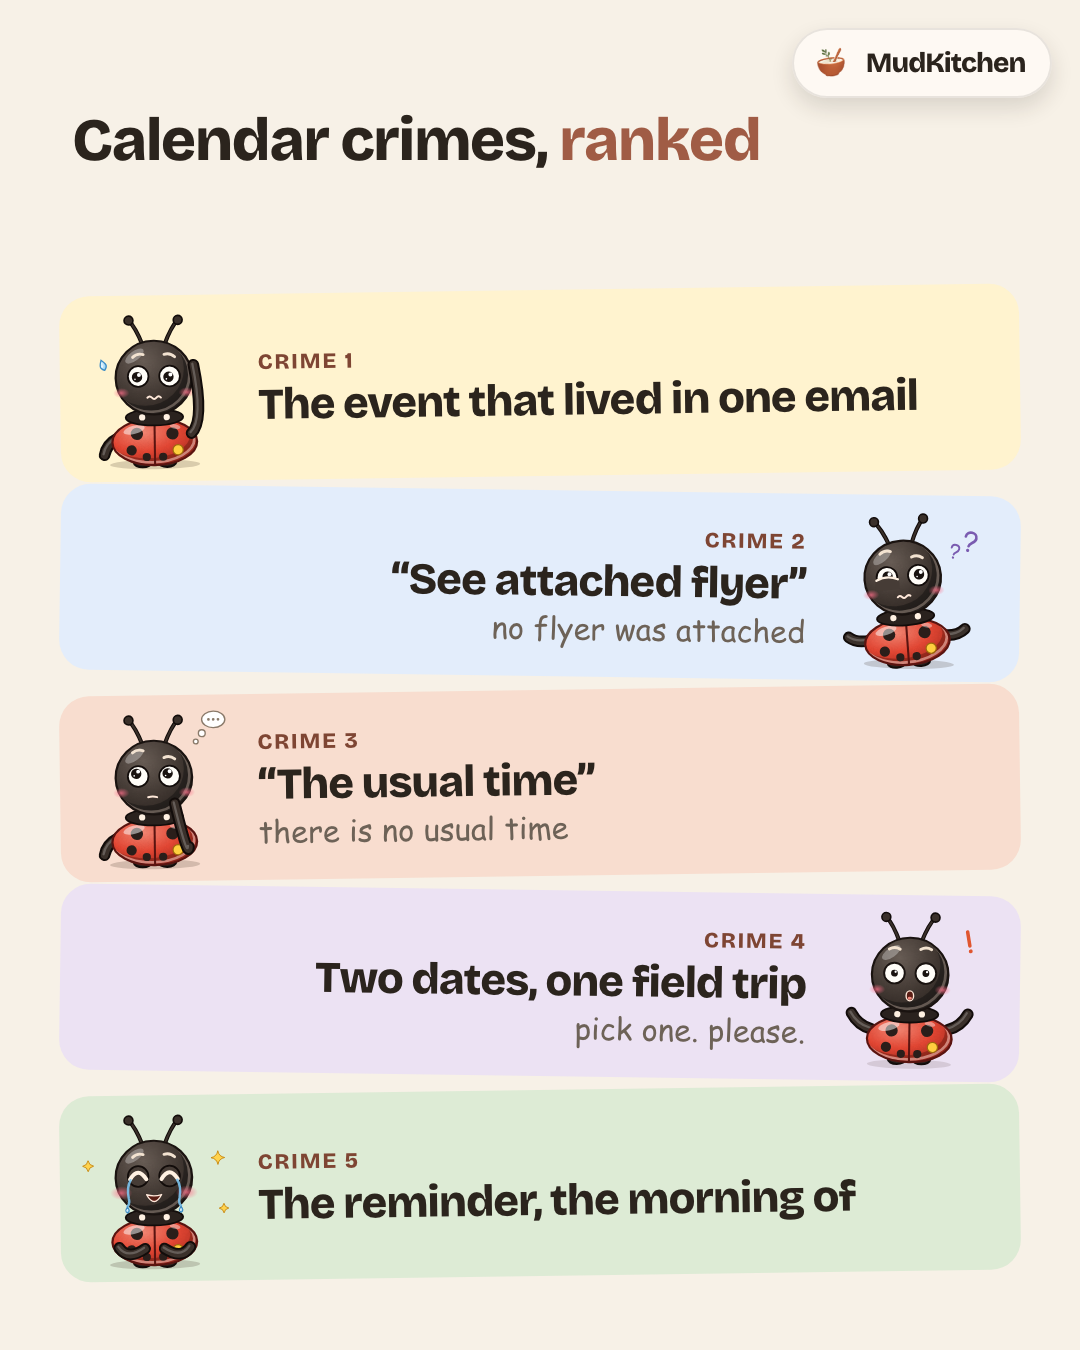 MudKitchen
Calendar crimes, ranked
CRIME 1
The event that lived in one email
CRIME 2
“See attached flyer”
no flyer was attached
??
CRIME 3
“The usual time”
there is no usual time
CRIME 4
Two dates, one field trip
pick one. please.
!
CRIME 5
The reminder, the morning of